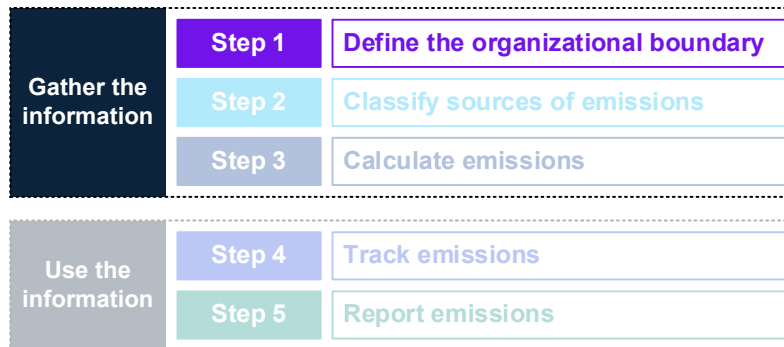 Gather the
information
Step 1
Define the organizational boundary
Step 2
Classify sources of emissions
Step 3
Calculate emissions
Use the
information
Step 4
Track emissions
Step 5
Report emissions